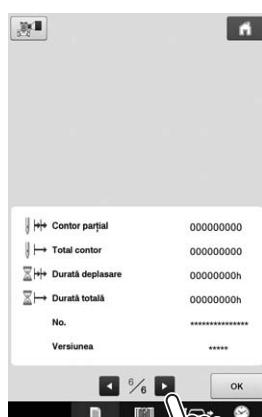 Contor parțial 000000000
Total contor 000000000
Durată deplasare 00000000h
Durată totală 00000000h
No. ***************
Versiunea *****
6/6
OK